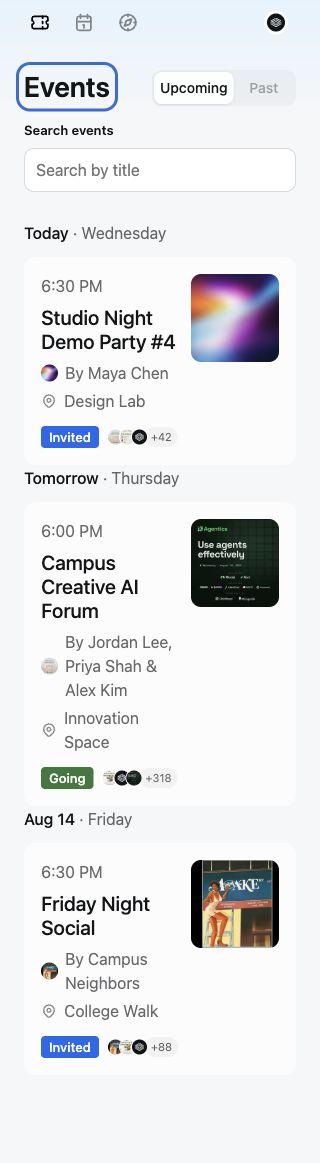 Events
Upcoming
Past
Search events
Search by title
Today · Wednesday
6:30 PM
Studio Night
Demo Party #4
By Maya Chen
Design Lab
Invited
+42
Tomorrow · Thursday
6:00 PM
Campus
Creative AI
Forum
By Jordan Lee,
Priya Shah &
Alex Kim
Innovation
Space
Going
+318
Agentics
Use agents
effectively
Aug 14 · Friday
6:30 PM
Friday Night
Social
By Campus
Neighbors
College Walk
Invited
+88